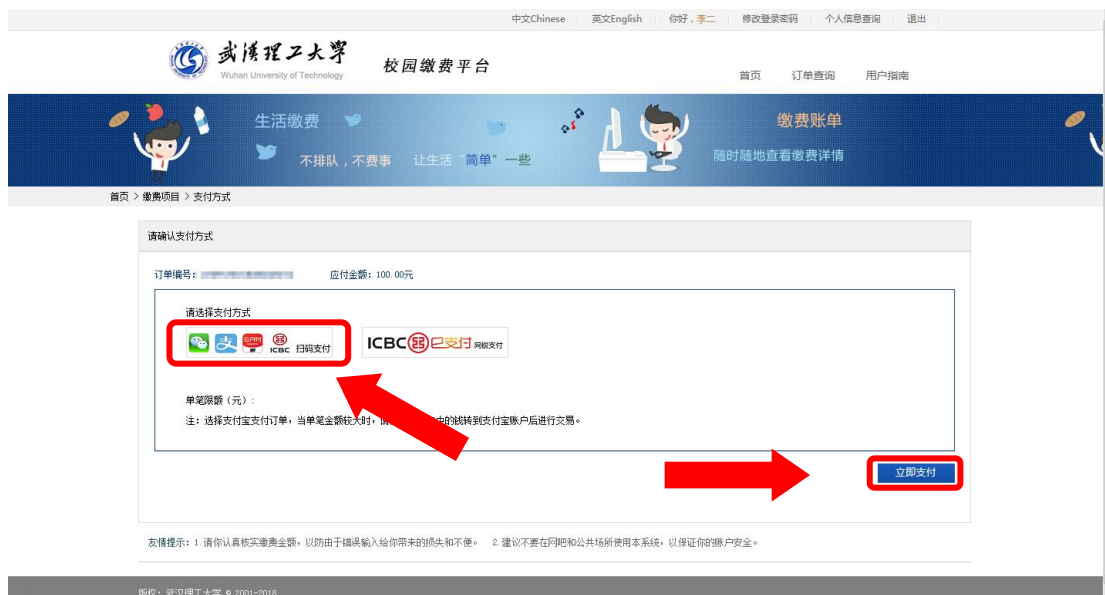 中文Chinese 英文English 你好,李二 修改登录密码 个人信息查询 退出
武汉理工大学 校园缴费平台
Wuhan University of Technology
首页 订单查询 用户指南
生活缴费 缴费账单
不排队,不费事 让生活“简单”一些 随时随地查看缴费详情
首页 > 缴费项目 > 支付方式
请确认支付方式
订单编号: 应付金额:100.00元
请选择支付方式
ICBC 扫码支付 ICBC e支付 网银支付
单笔限额(元):
注:选择支付宝支付订单,当单笔金额较大时,中的钱转到支付宝账户后进行交易。
立即支付
友情提示:1.请你认真核实缴费金额,以防由于错误输入给你带来的损失和不便。 2.建议不要在网吧和公共场所使用本系统,以保证你的账户安全。
版权:武汉理工大学 © 2001-2018